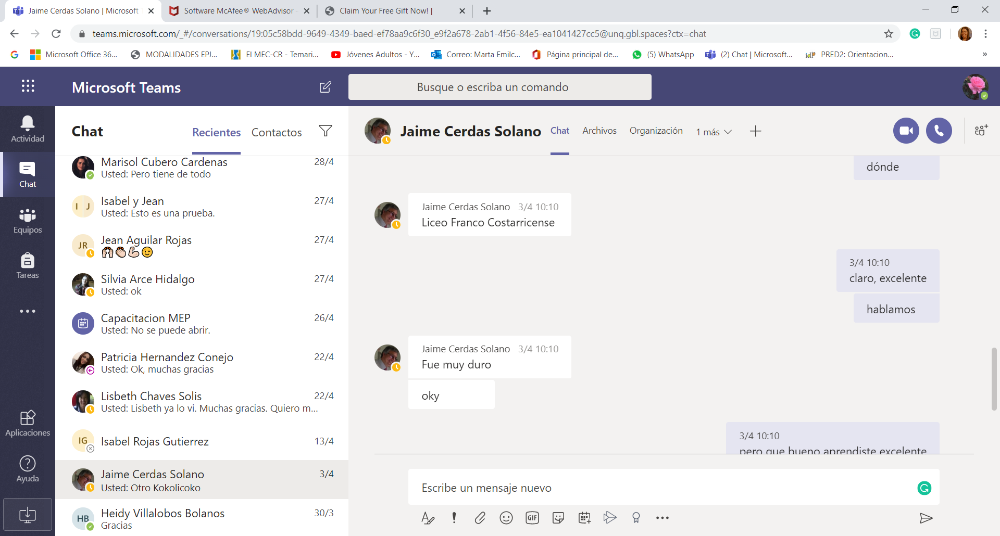 Jaime Cerdas Solano | Microsoft T
Software McAfee® WebAdvisor -
Claim Your Free Gift Now! |
teams.microsoft.com/_#/conversations/19:05c58bdd-9649-4349-baed-ef78aa9c6f30_e9f2a678-2ab1-4f56-84e5-ea1041427cc5@unq.gbl.spaces?ctx=chat
Microsoft Office 36...
MODALIDADES EPJ...
El MEC-CR - Temari...
Jóvenes Adultos - Y...
Correo: Marta Emilc...
Página principal de...
(5) WhatsApp
(2) Chat | Microsoft...
idP PRED2: Orientacion...
»
Microsoft Teams
Busque o escriba un comando
Actividad
Chat
Equipos
Tareas
Aplicaciones
Ayuda
Chat
Recientes
Contactos
Marisol Cubero Cardenas 28/4
Usted: Pero tiene de todo
I J
Isabel y Jean 27/4
Usted: Esto es una prueba.
JR
Jean Aguilar Rojas 27/4
Silvia Arce Hidalgo 27/4
Usted: ok
Capacitacion MEP 26/4
Usted: No se puede abrir.
Patricia Hernandez Conejo 22/4
Usted: Ok, muchas gracias
Lisbeth Chaves Solis 22/4
Usted: Lisbeth ya lo vi. Muchas gracias. Quiero m...
IG
Isabel Rojas Gutierrez 13/4
Jaime Cerdas Solano 3/4
Usted: Otro Kokolicoko
HB
Heidy Villalobos Bolanos 30/3
Gracias
Jaime Cerdas Solano
Chat
Archivos
Organización
1 más
dónde
Jaime Cerdas Solano 3/4 10:10
Liceo Franco Costarricense
3/4 10:10
claro, excelente
hablamos
Jaime Cerdas Solano 3/4 10:10
Fue muy duro
oky
3/4 10:10
pero que bueno aprendiste excelente
Escribe un mensaje nuevo
GIF